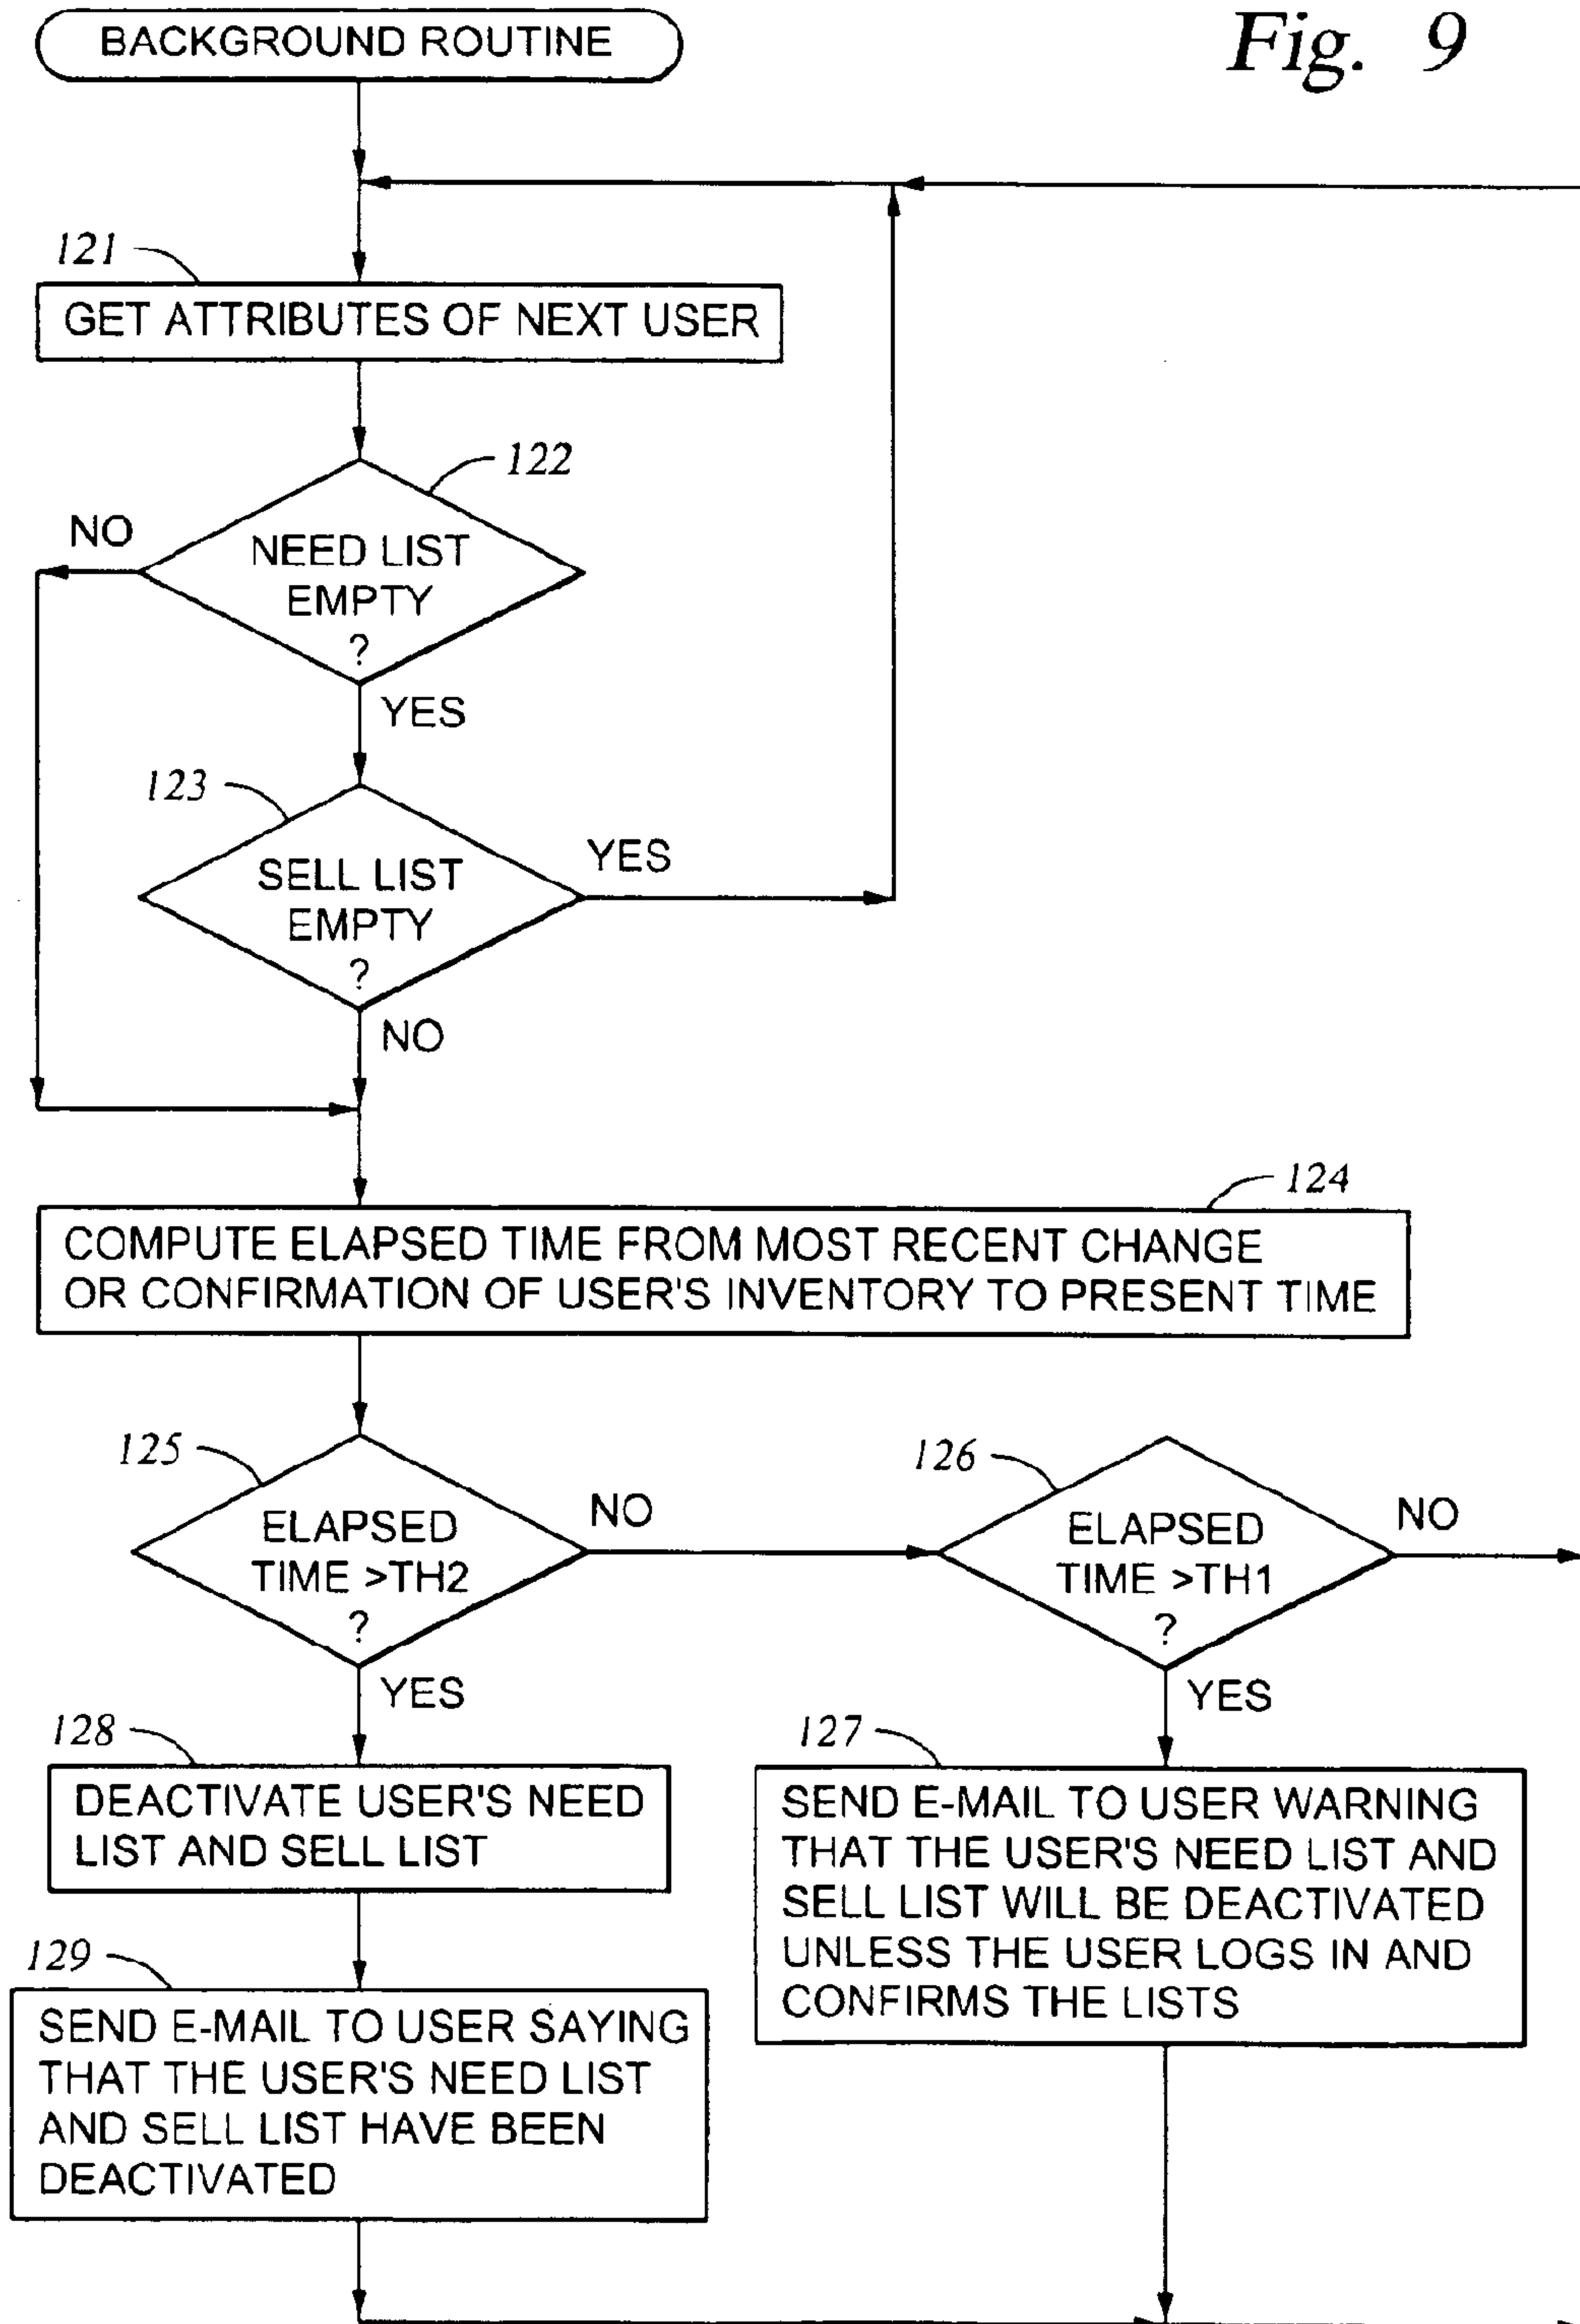 BACKGROUND ROUTINE
Fig. 9
121
GET ATTRIBUTES OF NEXT USER
122
NO
NEED LIST
EMPTY
?
YES
123
SELL LIST
EMPTY
?
YES
NO
124
COMPUTE ELAPSED TIME FROM MOST RECENT CHANGE
OR CONFIRMATION OF USER'S INVENTORY TO PRESENT TIME
125
ELAPSED
TIME >TH2
?
NO
YES
126
ELAPSED
TIME >TH1
?
NO
YES
128
DEACTIVATE USER'S NEED
LIST AND SELL LIST
127
SEND E-MAIL TO USER WARNING
THAT THE USER'S NEED LIST AND
SELL LIST WILL BE DEACTIVATED
UNLESS THE USER LOGS IN AND
CONFIRMS THE LISTS
129
SEND E-MAIL TO USER SAYING
THAT THE USER'S NEED LIST
AND SELL LIST HAVE BEEN
DEACTIVATED